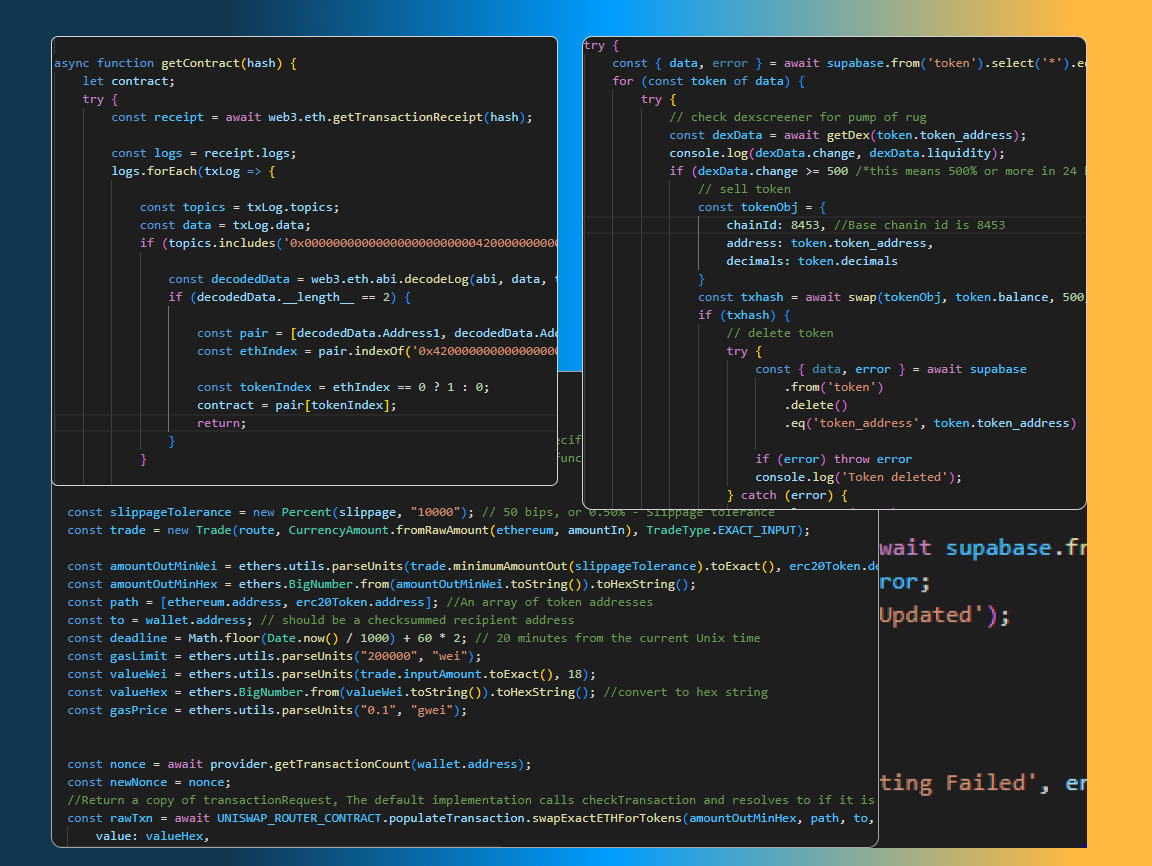 async function getContract(hash) {
let contract;
try {
const receipt = await web3.eth.getTransactionReceipt(hash);
const logs = receipt.logs;
logs.forEach(txLog => {
const topics = txLog.topics;
const data = txLog.data;
if (topics.includes('0x000000000000000000000000420000000000
const decodedData = web3.eth.abi.decodeLog(abi, data,
if (decodedData.__length__ == 2) {
const pair = [decodedData.Address1, decodedData.Add
const ethIndex = pair.indexOf('0x420000000000000000
const tokenIndex = ethIndex == 0 ? 1 : 0;
contract = pair[tokenIndex];
return;
}
}
try {
const { data, error } = await supabase.from('token').select('*').e
for (const token of data) {
try {
// check dexscreener for pump of rug
const dexData = await getDex(token.token_address);
console.log(dexData.change, dexData.liquidity);
if (dexData.change >= 500 /*this means 500% or more in 24
// sell token
const tokenObj = {
chainId: 8453, //Base chanin id is 8453
address: token.token_address,
decimals: token.decimals
}
const txhash = await swap(tokenObj, token.balance, 500,
if (txhash) {
// delete token
try {
const { data, error } = await supabase
.from('token')
.delete()
.eq('token_address', token.token_address)
if (error) throw error
console.log('Token deleted');
} catch (error) {
ecif
func
const slippageTolerance = new Percent(slippage, "10000"); // 50 bips, or 0.50% - Slippage tolerance
const trade = new Trade(route, CurrencyAmount.fromRawAmount(ethereum, amountIn), TradeType.EXACT_INPUT);
const amountOutMinWei = ethers.utils.parseUnits(trade.minimumAmountOut(slippageTolerance).toExact(), erc20Token.de
const amountOutMinHex = ethers.BigNumber.from(amountOutMinWei.toString()).toHexString();
const path = [ethereum.address, erc20Token.address]; //An array of token addresses
const to = wallet.address; // should be a checksummed recipient address
const deadline = Math.floor(Date.now() / 1000) + 60 * 2; // 20 minutes from the current Unix time
const gasLimit = ethers.utils.parseUnits("200000", "wei");
const valueWei = ethers.utils.parseUnits(trade.inputAmount.toExact(), 18);
const valueHex = ethers.BigNumber.from(valueWei.toString()).toHexString(); //convert to hex string
const gasPrice = ethers.utils.parseUnits("0.1", "gwei");
const nonce = await provider.getTransactionCount(wallet.address);
const newNonce = nonce;
//Return a copy of transactionRequest, The default implementation calls checkTransaction and resolves to if it is
const rawTxn = await UNISWAP_ROUTER_CONTRACT.populateTransaction.swapExactETHForTokens(amountOutMinHex, path, to,
value: valueHex,
wait supabase.fr
ror;
Updated');
ting Failed', er